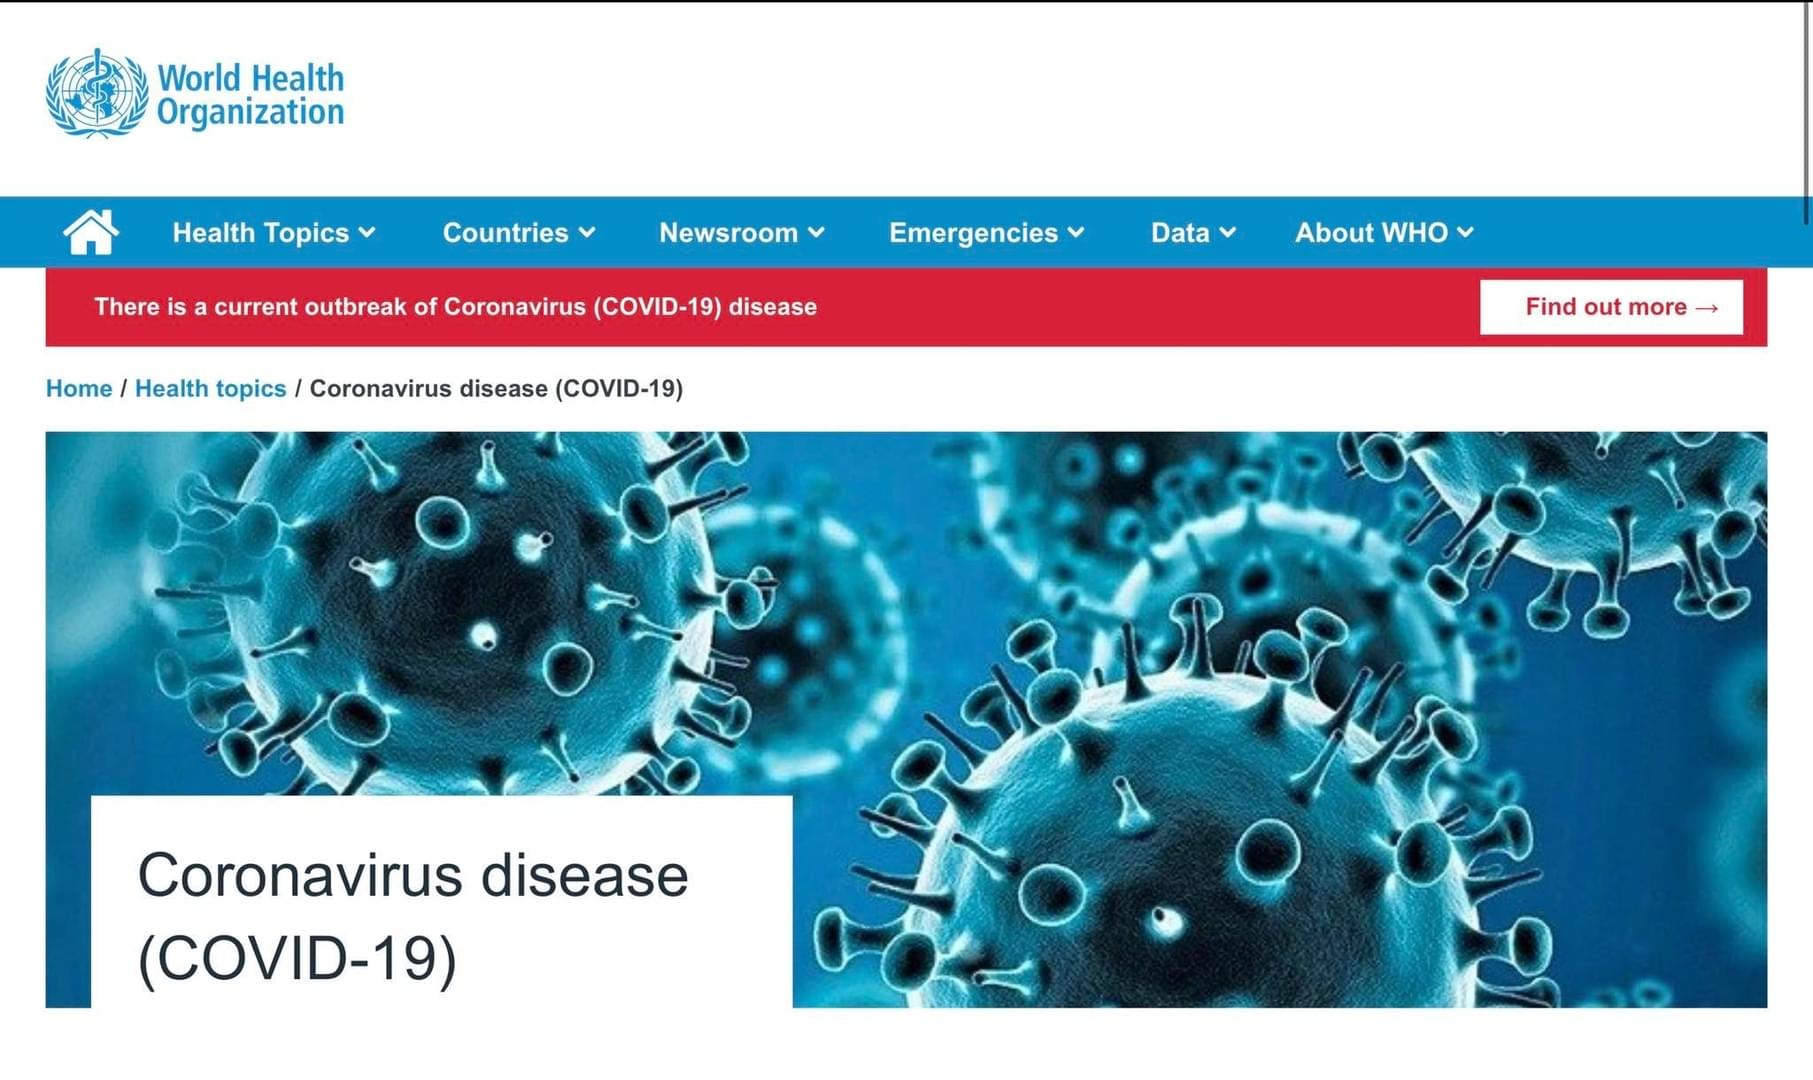 World Health
Organization
Health Topics
Countries
Newsroom
Emergencies
Data
About WHO
There is a current outbreak of Coronavirus (COVID-19) disease
Find out more →
Home / Health topics / Coronavirus disease (COVID-19)
Coronavirus disease
(COVID-19)